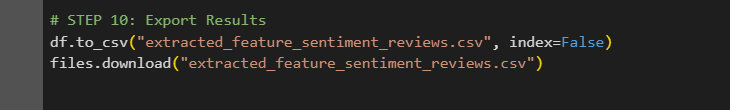 # STEP 10: Export Results
df.to_csv("extracted_feature_sentiment_reviews.csv", index=False)
files.download("extracted_feature_sentiment_reviews.csv")